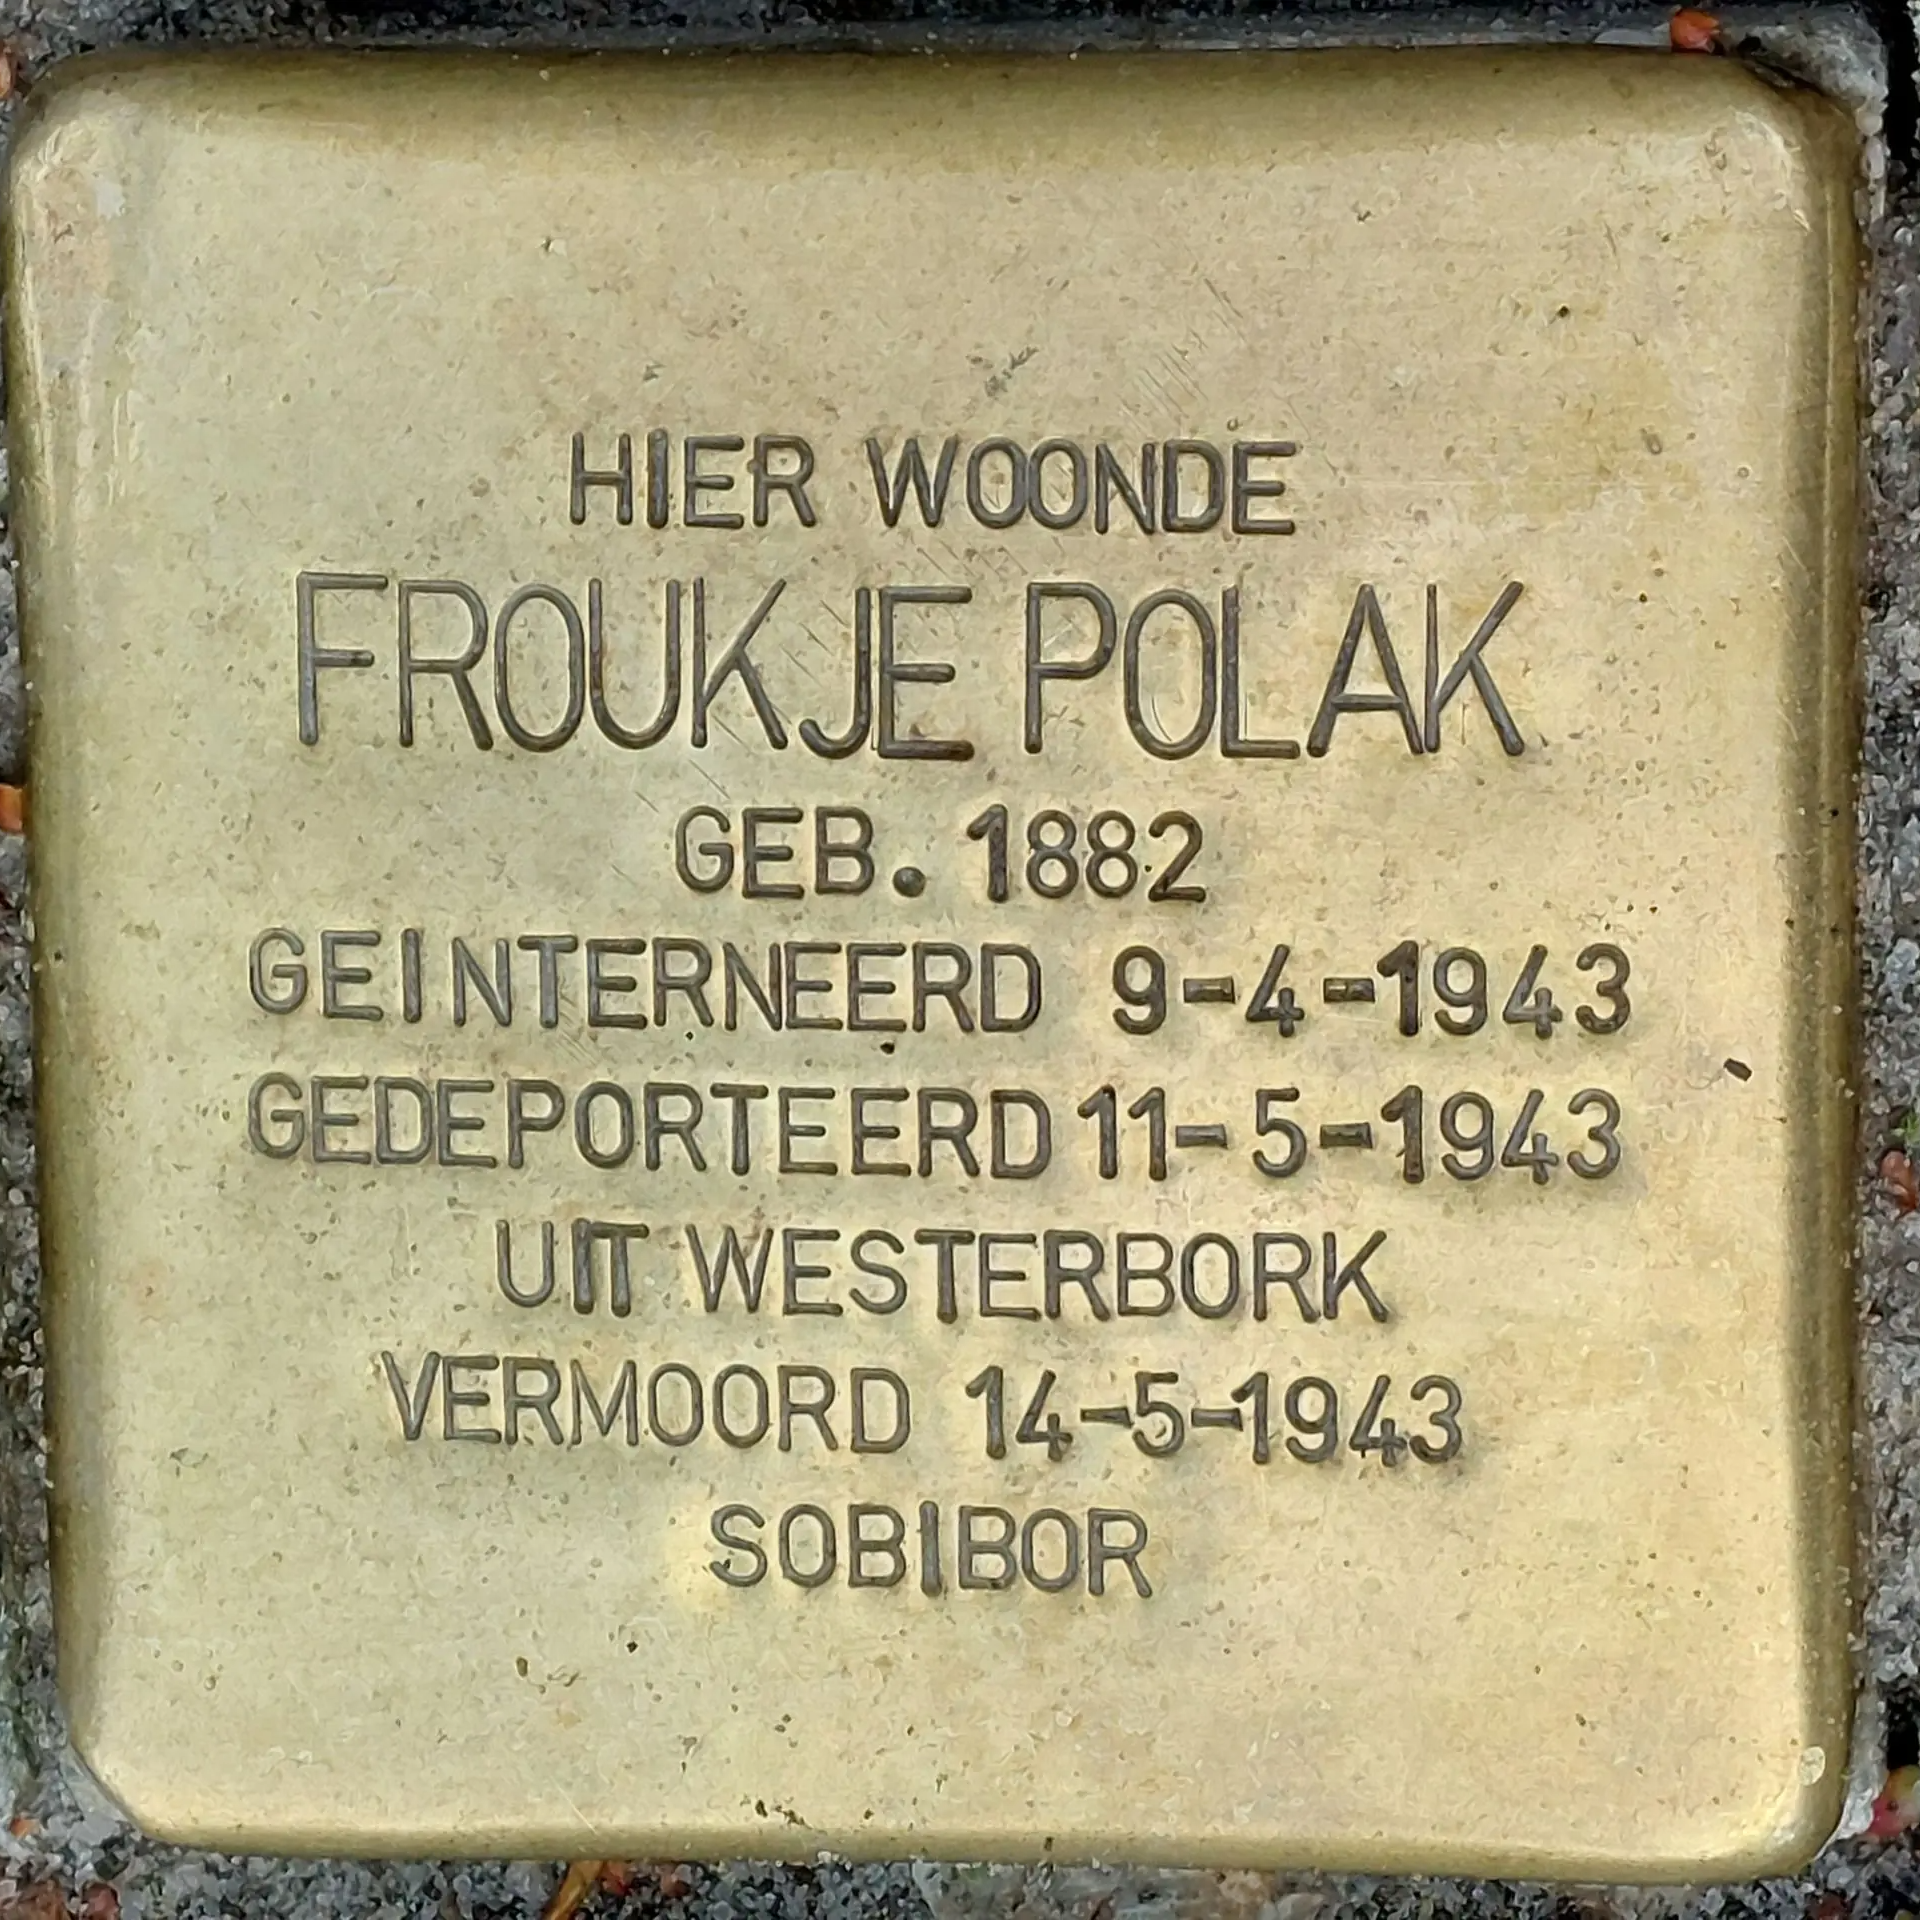 HIER WOONDE
FROUKJE POLAK
GEB. 1882
GEINTERNEERD 9-4-1943
GEDEPORTEERD 11-5-1943
UIT WESTERBORK
VERMOORD 14-5-1943
SOBIBOR